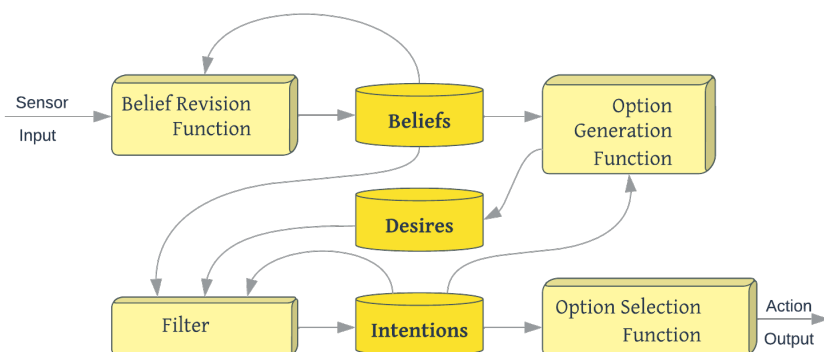 Sensor
Input
Belief Revision
Function
Beliefs
Option
Generation
Function
Desires
Filter
Intentions
Option Selection
Function
Action
Output